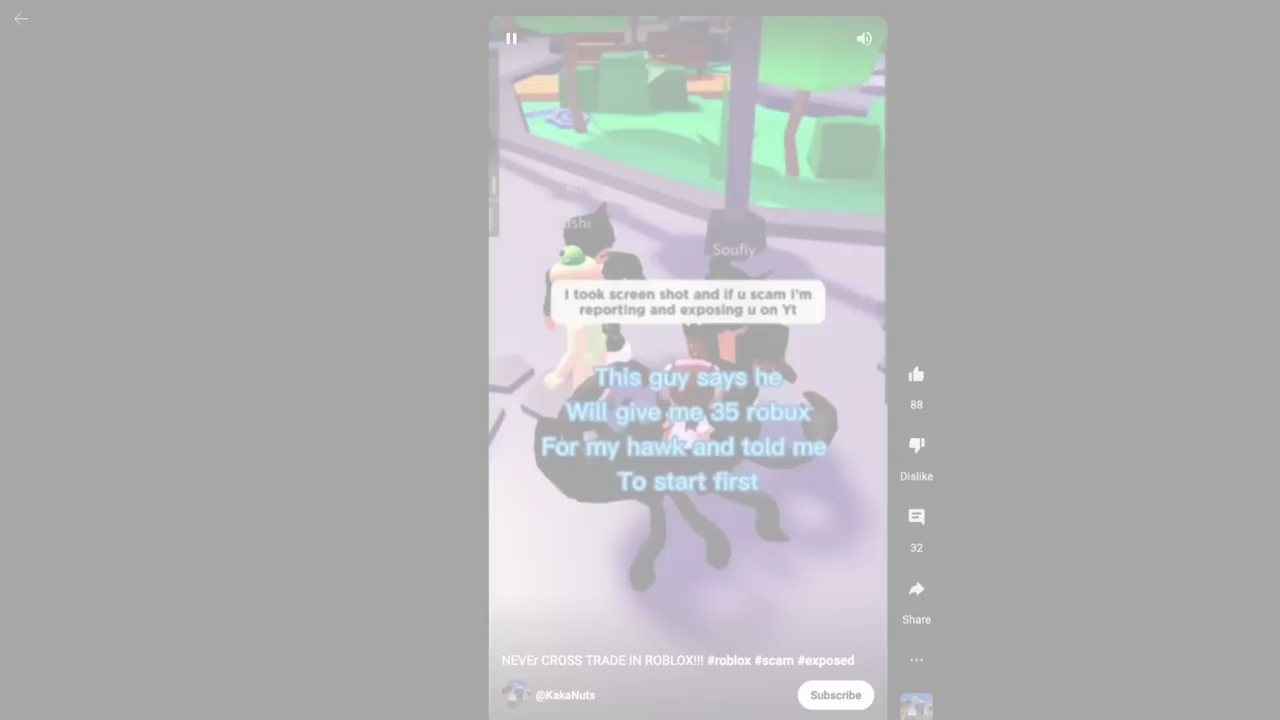 ushi
Soufly
I took screen shot and if u scam I'm
reporting and exposing u on Yt
This guy says he
Will give me 35 robux
For my hawk and told me
To start first
88
Dislike
32
Share
NEVEr CROSS TRADE IN ROBLOX!!! #roblox #scam #exposed
@KakaNuts
Subscribe